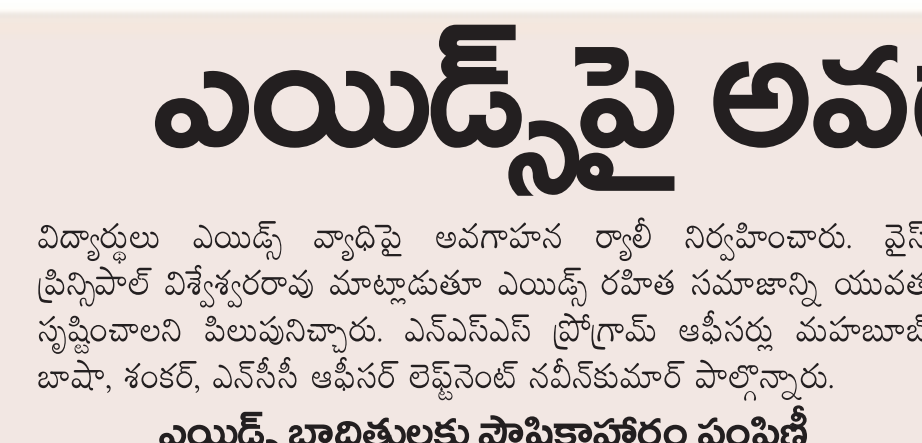 ఎయిడ్స్‌పై
విద్యార్థులు ఎయిడ్స్ వ్యాధిపై అవగాహన ర్యాలీ నిర్వహించారు. వైస్
ప్రిన్సిపాల్ విశ్వేశ్వరరావు మాట్లాడుతూ ఎయిడ్స్ రహిత సమాజాన్ని యువత
సృష్టించాలని పిలుపునిచ్చారు. ఎన్ఎస్ఎస్ ప్రోగ్రామ్ ఆఫీసర్లు మహబూబ్
బాషా, శంకర్, ఎన్‌సీసీ ఆఫీసర్ లెఫ్ట్‌నెంట్ నవీన్‌కుమార్ పాల్గొన్నారు.
ఎయిడ్స్ బాధితులకు పౌష్టికాహారం పంపిణీ